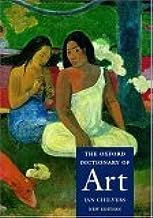 THE OXFORD
DICTIONARY OF
Art
IAN CHILVERS
NEW EDITION